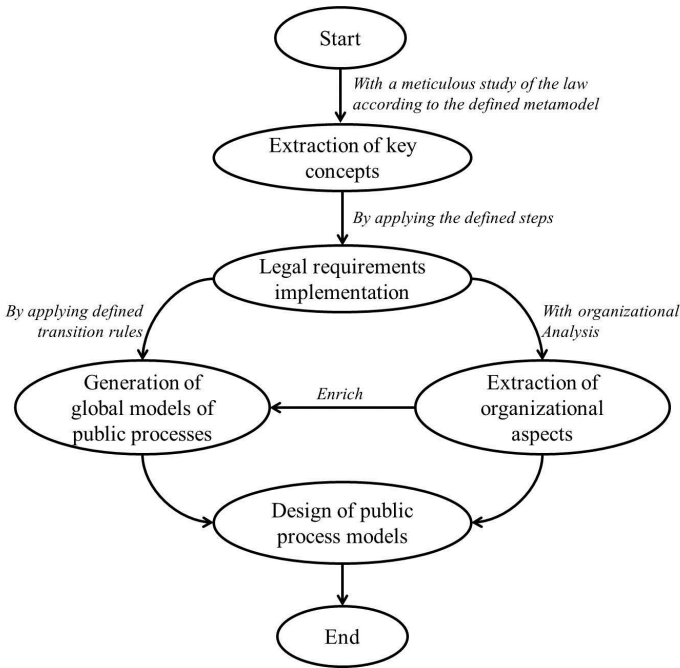 Start
With a meticulous study of the law
according to the defined metamodel
Extraction of key
concepts
By applying the defined steps
Legal requirements
implementation
By applying defined
transition rules
With organizational
Analysis
Generation of
global models of
public processes
Enrich
Extraction of
organizational
aspects
Design of public
process models
End